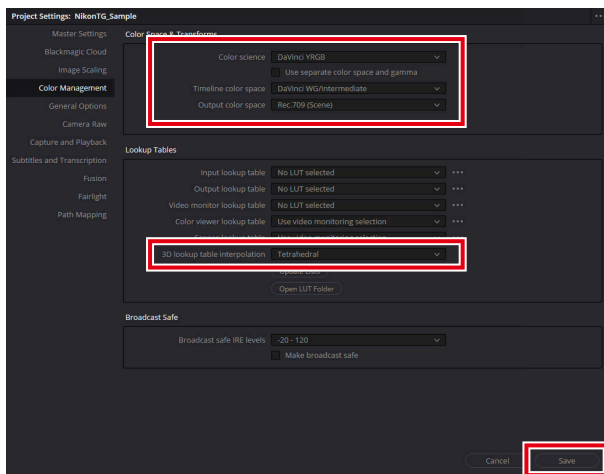 Project Settings: NikonTG_Sample
Master Settings
Blackmagic Cloud
Image Scaling
Color Management
General Options
Camera Raw
Capture and Playback
Subtitles and Transcription
Fusion
Fairlight
Path Mapping
Color Space & Transforms
Color science DaVinci YRGB
Use separate color space and gamma
Timeline color space DaVinci WG/Intermediate
Output color space Rec.709 (Scene)
Lookup Tables
Input lookup table No LUT selected
Output lookup table No LUT selected
Video monitor lookup table No LUT selected
Color viewer lookup table Use video monitoring selection
3D lookup table interpolation Tetrahedral
Open LUT Folder
Broadcast Safe
Broadcast safe IRE levels -20 - 120
Make broadcast safe
Cancel Save